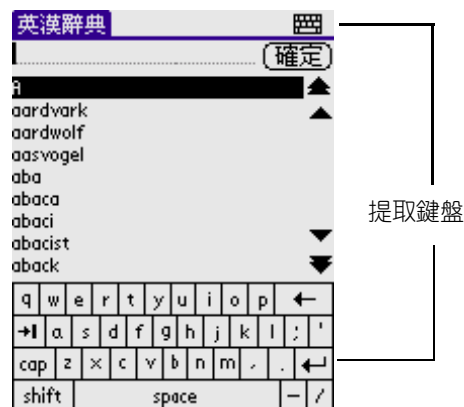 英漢辭典
確定
A
aardvark
aardwolf
aasvogel
aba
abaca
abaci
abacist
aback
提取鍵盤
q w e r t y u i o p ←
a s d f g h j k l ; '
cap z x c v b n m , . ↵
shift space - /